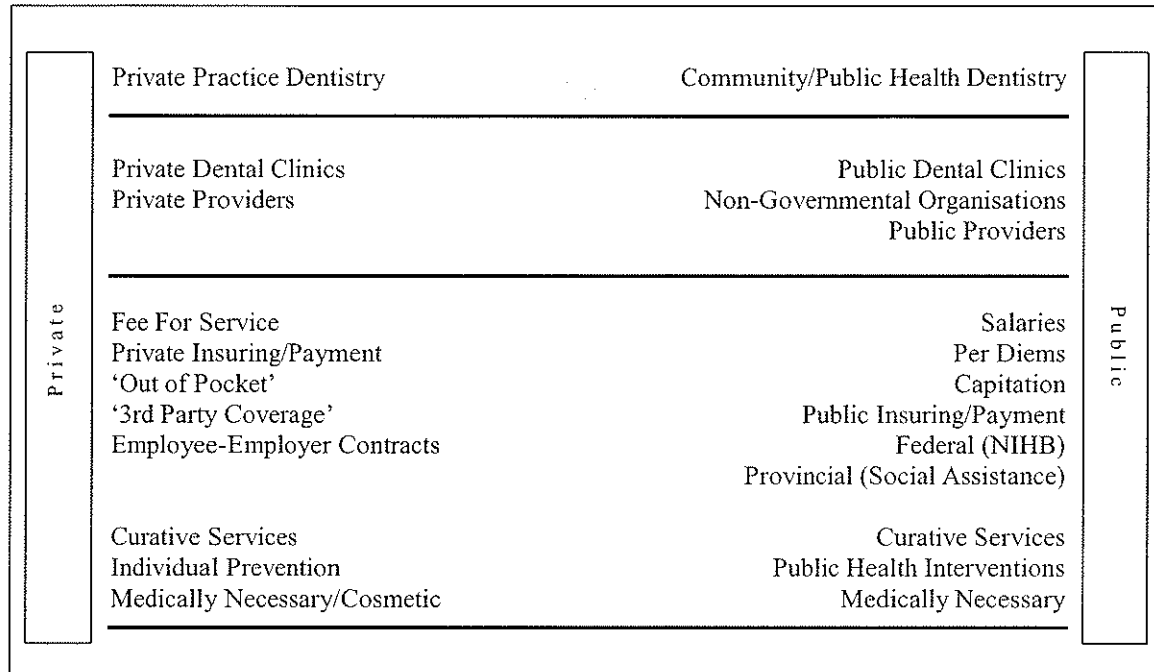 Private
Private Practice Dentistry Community/Public Health Dentistry
Private Dental Clinics Public Dental Clinics
Private Providers Non-Governmental Organisations
Public Providers
Fee For Service Salaries
Private Insuring/Payment Per Diems
‘Out of Pocket’ Capitation
‘3rd Party Coverage’ Public Insuring/Payment
Employee-Employer Contracts Federal (NIHB)
Provincial (Social Assistance)
Curative Services Curative Services
Individual Prevention Public Health Interventions
Medically Necessary/Cosmetic Medically Necessary
Public